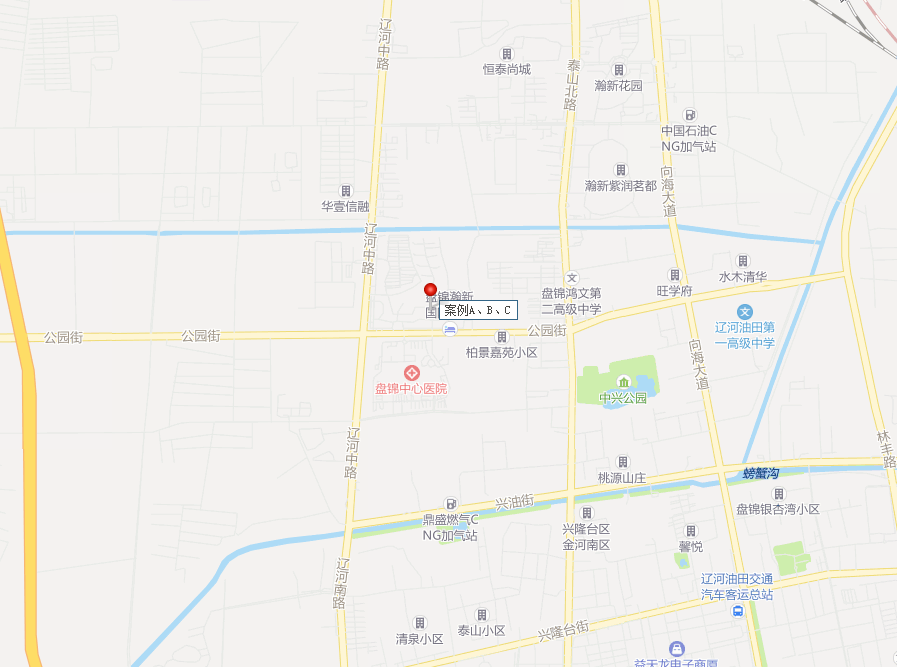 辽河中路
恒泰尚城
泰山北路
瀚新花园
中国石油C
NG加气站
向海大道
瀚新紫润茗都
华壹信融
辽河中路
水木清华
旺学府
盘锦瀚新
国
案例A、B、C
盘锦鸿文第
二高级中学
辽河油田第
一高级中学
公园街
公园街
公园街
柏景嘉苑小区
向海大道
盘锦中心医院
中兴公园
辽河中路
林丰路
桃源山庄
螃蟹沟
兴油街
盘锦银杏湾小区
鼎盛燃气C
NG加气站
兴隆台区
金河南区
馨悦
辽河南路
辽河油田交通
汽车客运总站
清泉小区
泰山小区
兴隆台街
益天龙电子商厦